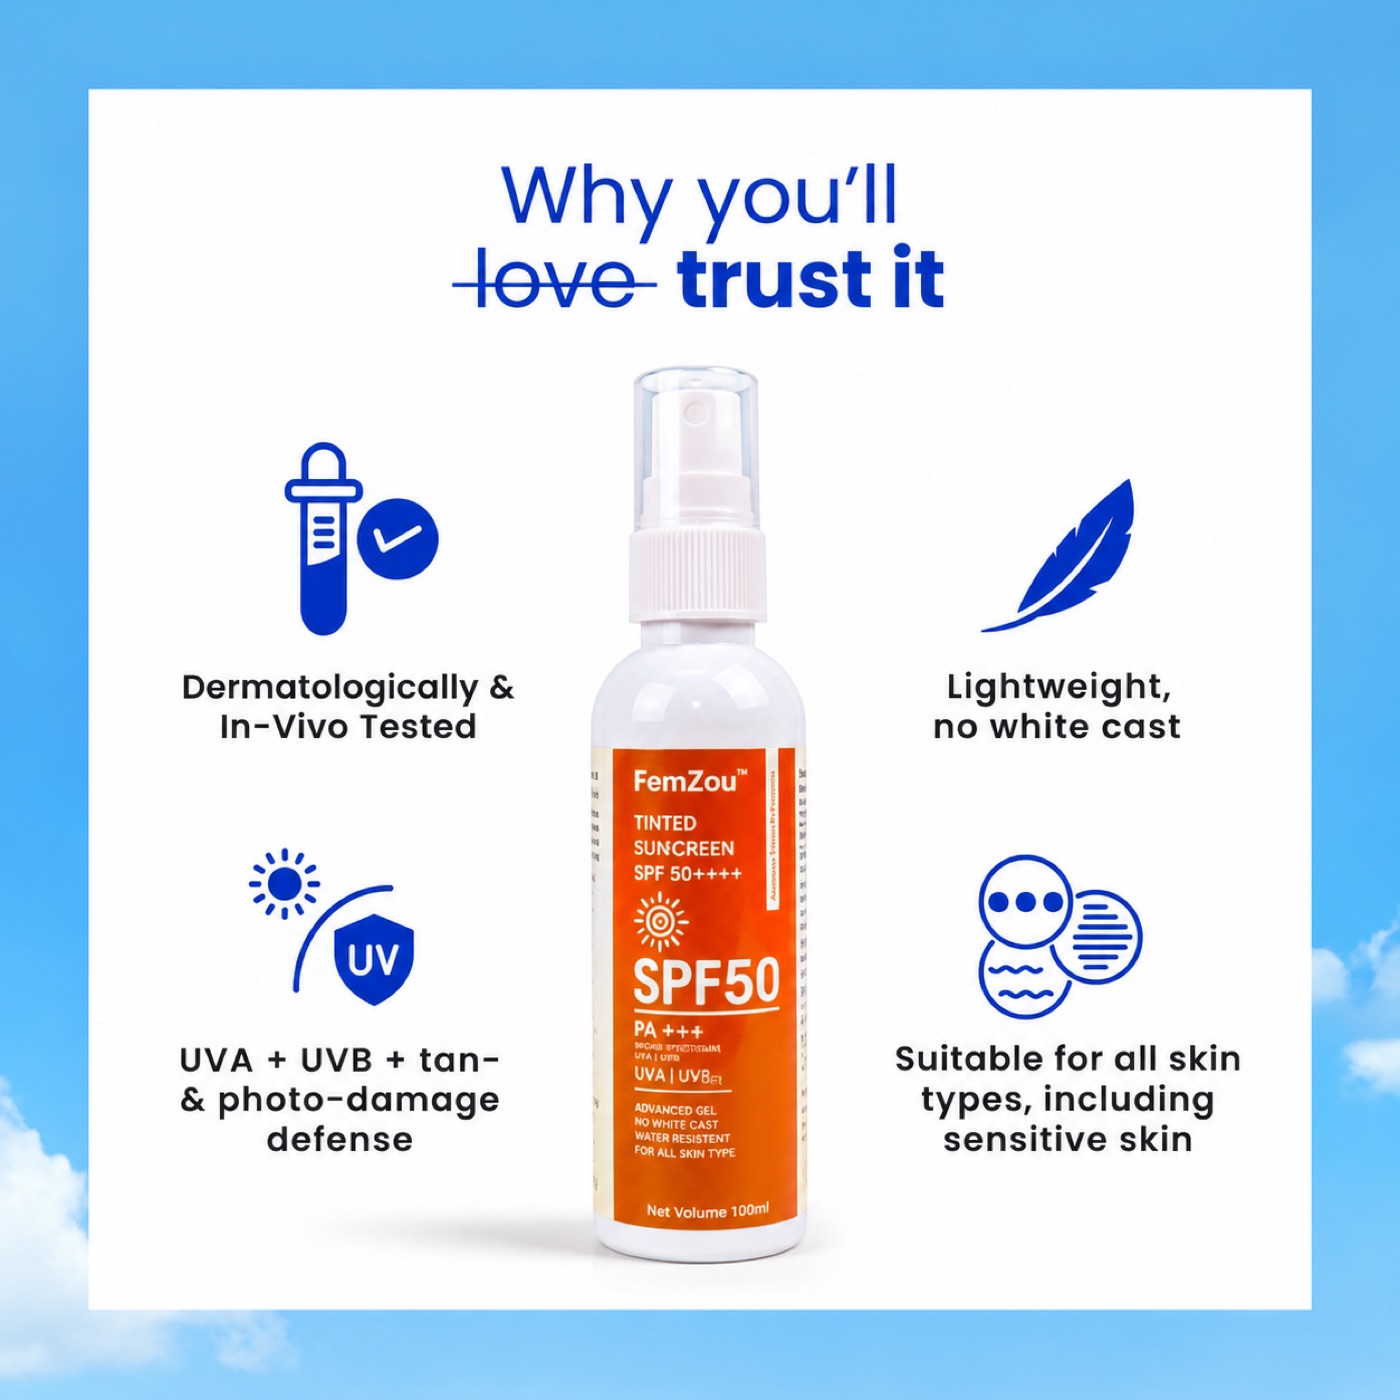 Why you'll
love trust it
Dermatologically &
In-Vivo Tested
Lightweight,
no white cast
UVA + UVB + tan-
& photo-damage
defense
Suitable for all skin
types, including
sensitive skin
FemZou™
TINTED
SUNCREEN
SPF 50++++
SPF50
PA +++
UVA | UVB
ADVANCED GEL
NO WHITE CAST
WATER RESISTENT
FOR ALL SKIN TYPE
Net Volume 100ml
UV